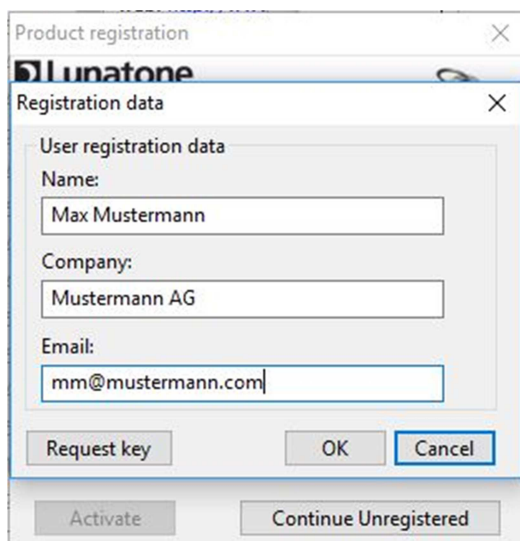 Product registration
Lunatone
Registration data
User registration data
Name:
Max Mustermann
Company:
Mustermann AG
Email:
mm@mustermann.com
Request key
OK
Cancel
Activate
Continue Unregistered